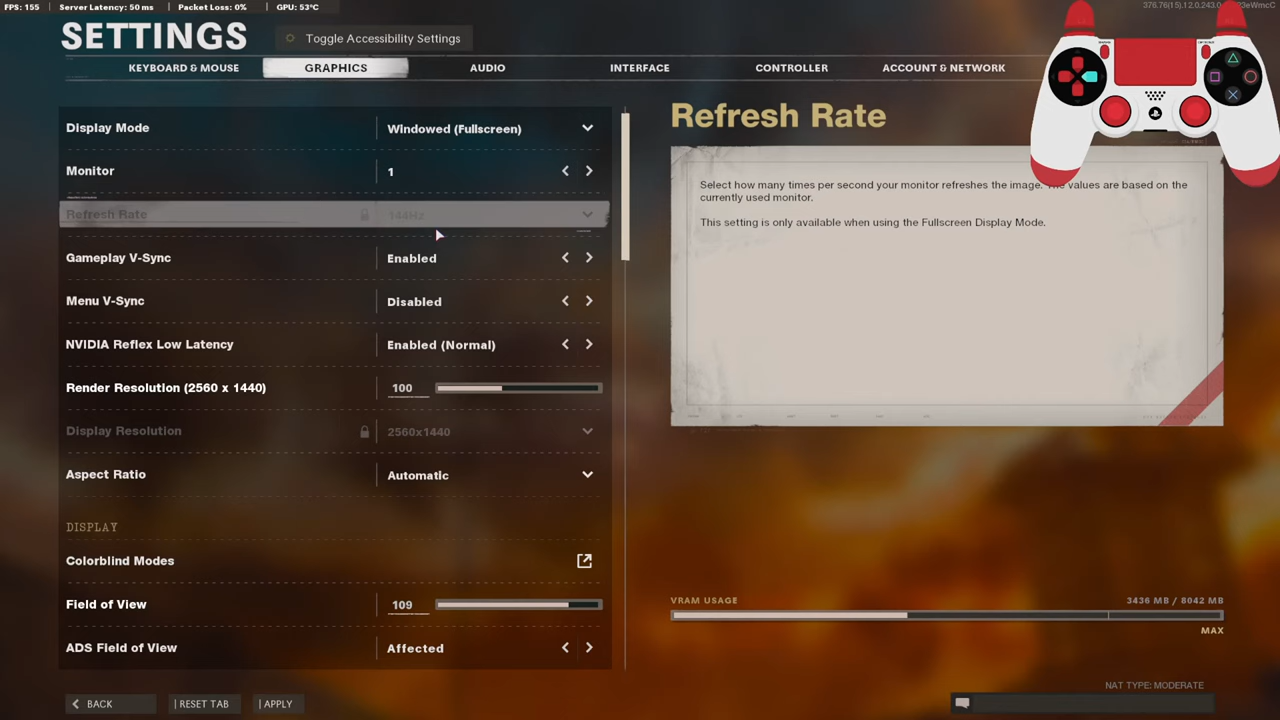 FPS: 155 | Server Latency: 50 ms | Packet Loss: 0% | GPU: 53°C
SETTINGS
Toggle Accessibility Settings
KEYBOARD & MOUSE
GRAPHICS
AUDIO
INTERFACE
CONTROLLER
ACCOUNT & NETWORK
Display Mode
Windowed (Fullscreen)
Monitor
1
Refresh Rate
144Hz
Gameplay V-Sync
Enabled
Menu V-Sync
Disabled
NVIDIA Reflex Low Latency
Enabled (Normal)
Render Resolution (2560 x 1440)
100
Display Resolution
2560x1440
Aspect Ratio
Automatic
DISPLAY
Colorblind Modes
Field of View
109
ADS Field of View
Affected
BACK
RESET TAB
APPLY
Refresh Rate
Select how many times per second your monitor refreshes the image. values are based on the
currently used monitor.
This setting is only available when using the Fullscreen Display Mode.
VRAM USAGE
3436 MB / 8042 MB
MAX
NAT TYPE: MODERATE